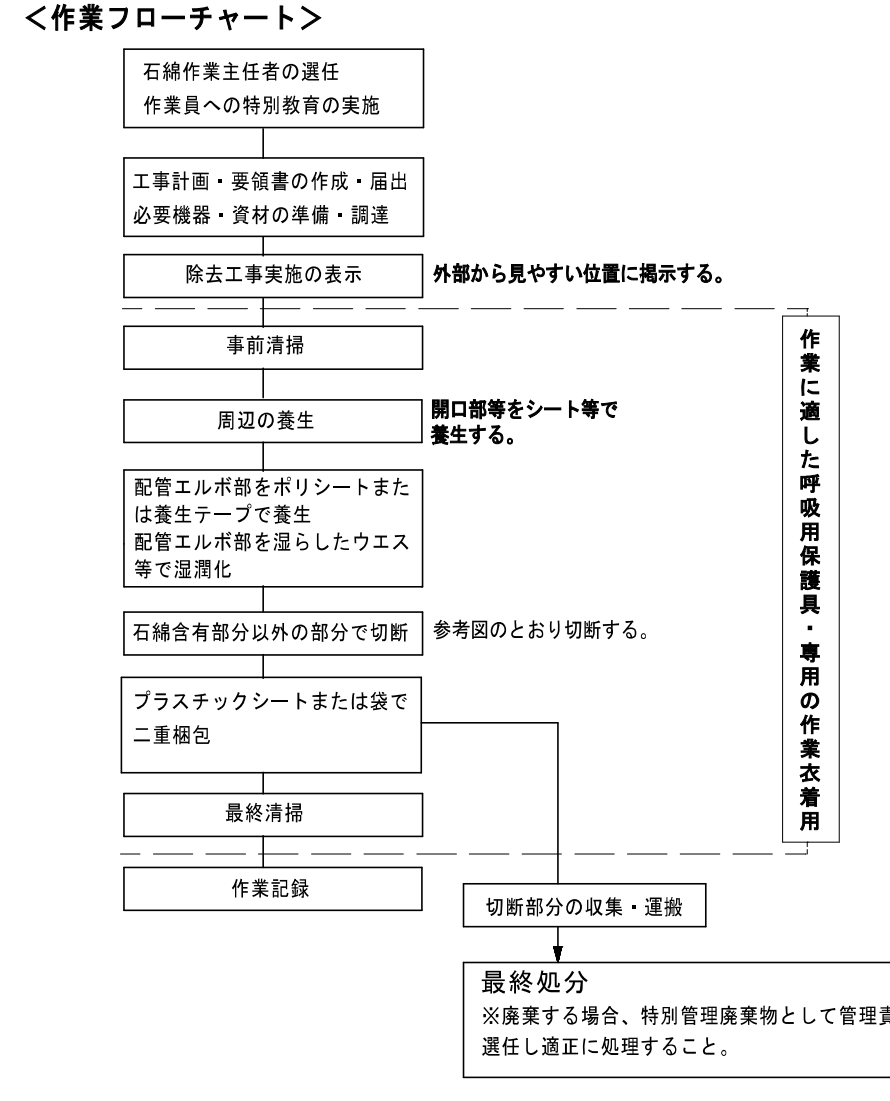 ＜作業フローチャート＞
石綿作業主任者の選任
作業員への特別教育の実施
工事計画・要領書の作成・届出
必要機器・資材の準備・調達
除去工事実施の表示
外部から見やすい位置に掲示する。
事前清掃
周辺の養生
開口部等をシート等で
養生する。
配管エルボ部をポリシートまた
は養生テープで養生
配管エルボ部を湿らしたウエス
等で湿潤化
石綿含有部分以外の部分で切断
参考図のとおり切断する。
プラスチックシートまたは袋で
二重梱包
最終清掃
作業に適した呼吸用保護具・専用の作業衣着用
作業記録
切断部分の収集・運搬
最終処分
※廃棄する場合、特別管理廃棄物として管理責
選任し適正に処理すること。